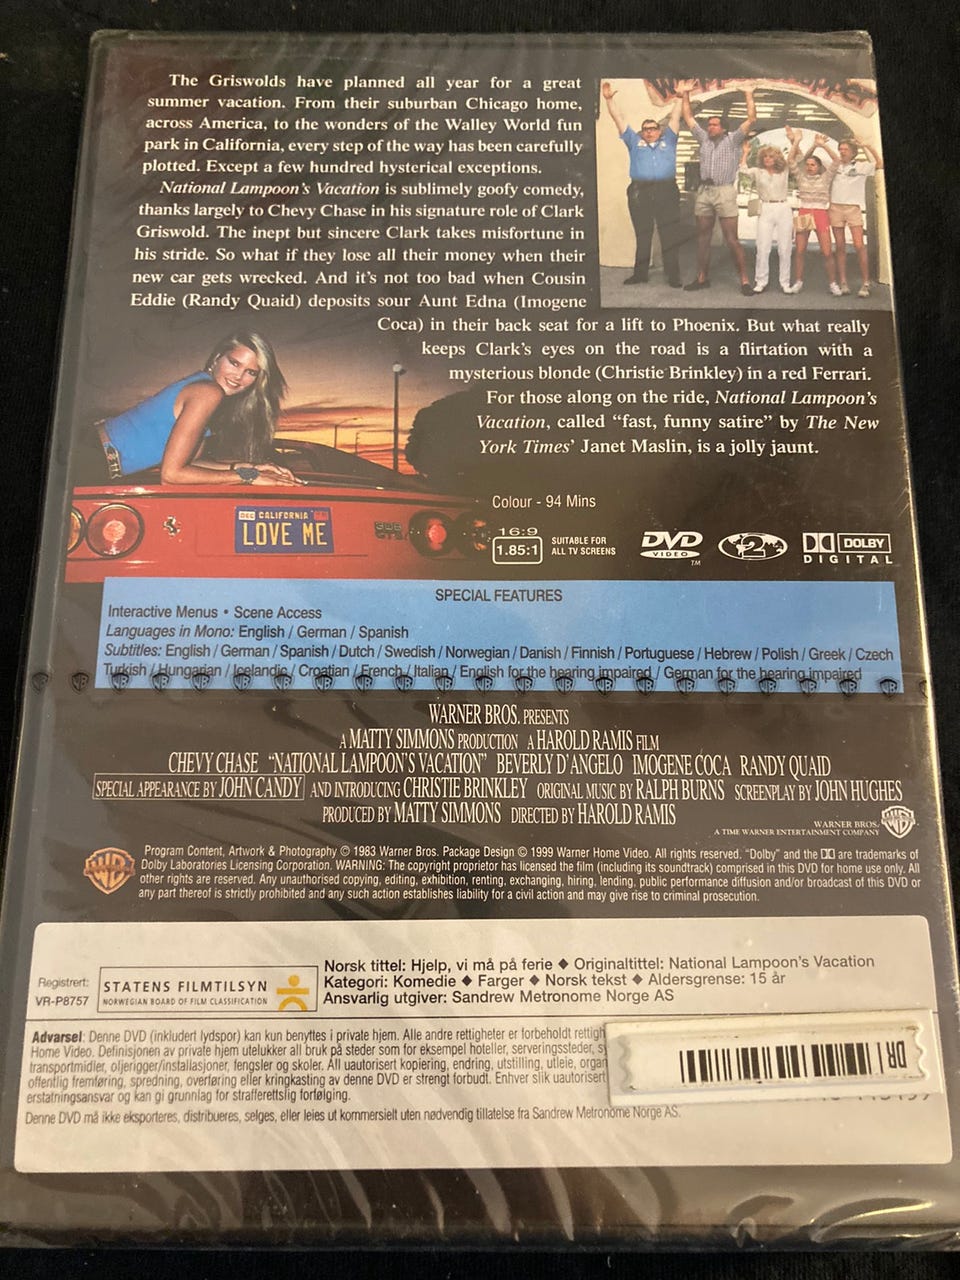 The Griswolds have planned all year for a great
summer vacation. From their suburban Chicago home,
across America, to the wonders of the Walley World fun
park in California, every step of the way has been carefully
plotted. Except a few hundred hysterical exceptions.
National Lampoon's Vacation is sublimely goofy comedy,
thanks largely to Chevy Chase in his signature role of Clark
Griswold. The inept but sincere Clark takes misfortune in
his stride. So what if they lose all their money when their
new car gets wrecked. And it's not too bad when Cousin
Eddie (Randy Quaid) deposits sour Aunt Edna (Imogene
Coca) in their back seat for a lift to Phoenix. But what really
keeps Clark's eyes on the road is a flirtation with a
mysterious blonde (Christie Brinkley) in a red Ferrari.
For those along on the ride, National Lampoon's
Vacation, called “fast, funny satire” by The New
York Times' Janet Maslin, is a jolly jaunt.
DEC CALIFORNIA
LOVE ME
Colour - 94 Mins
16:9
1.85:1
SUITABLE FOR
ALL TV SCREENS
DVD
VIDEO
TM
2
DOLBY
DIGITAL
SPECIAL FEATURES
Interactive Menus • Scene Access
Languages in Mono: English / German / Spanish
Subtitles: English / German / Spanish / Dutch / Swedish / Norwegian / Danish / Finnish / Portuguese / Hebrew / Polish / Greek / Czech
Turkish / Hungarian / Icelandic / Croatian / French / Italian / English for the hearing impaired / German for the hearing impaired
WARNER BROS. PRESENTS
A MATTY SIMMONS PRODUCTION A HAROLD RAMIS FILM
CHEVY CHASE “NATIONAL LAMPOON'S VACATION” BEVERLY D'ANGELO IMOGENE COCA RANDY QUAID
SPECIAL APPEARANCE BY JOHN CANDY AND INTRODUCING CHRISTIE BRINKLEY ORIGINAL MUSIC BY RALPH BURNS SCREENPLAY BY JOHN HUGHES
PRODUCED BY MATTY SIMMONS DIRECTED BY HAROLD RAMIS
WARNER BROS.
A TIME WARNER ENTERTAINMENT COMPANY
Program Content, Artwork & Photography © 1983 Warner Bros. Package Design © 1999 Warner Home Video. All rights reserved. “Dolby” and the DD are trademarks of
Dolby Laboratories Licensing Corporation. WARNING: The copyright proprietor has licensed the film (including its soundtrack) comprised in this DVD for home use only. All
other rights are reserved. Any unauthorised copying, editing, exhibition, renting, exchanging, hiring, lending, public performance diffusion and/or broadcast of this DVD or
any part thereof is strictly prohibited and any such action establishes liability for a civil action and may give rise to criminal prosecution.
Registrert:
VR-P8757
STATENS FILMTILSYN
NORWEGIAN BOARD OF FILM CLASSIFICATION
Norsk tittel: Hjelp, vi må på ferie ◆ Originaltittel: National Lampoon's Vacation
Kategori: Komedie ◆ Farger ◆ Norsk tekst ◆ Aldersgrense: 15 år
Ansvarlig utgiver: Sandrew Metronome Norge AS
Advarsel: Denne DVD (inkludert lydspor) kan kun benyttes i private hjem. Alle andre rettigheter er forbeholdt rettigh
Home Video. Definisjonen av private hjem utelukker all bruk på steder som for eksempel hoteller, serveringssteder, sy
transportmidler, oljerigger/installasjoner, fengsler og skoler. All uautorisert kopiering, endring, utstilling, utleie, organ
offentlig fremføring, spredning, overføring eller kringkasting av denne DVD er strengt forbudt. Enhver slik uautorisert
erstatningsansvar og kan gi grunnlag for strafferettslig forfølging.
Denne DVD må ikke eksporteres, distribueres, selges, eller leies ut kommersielt uten nødvendig tillatelse fra Sandrew Metronome Norge AS.